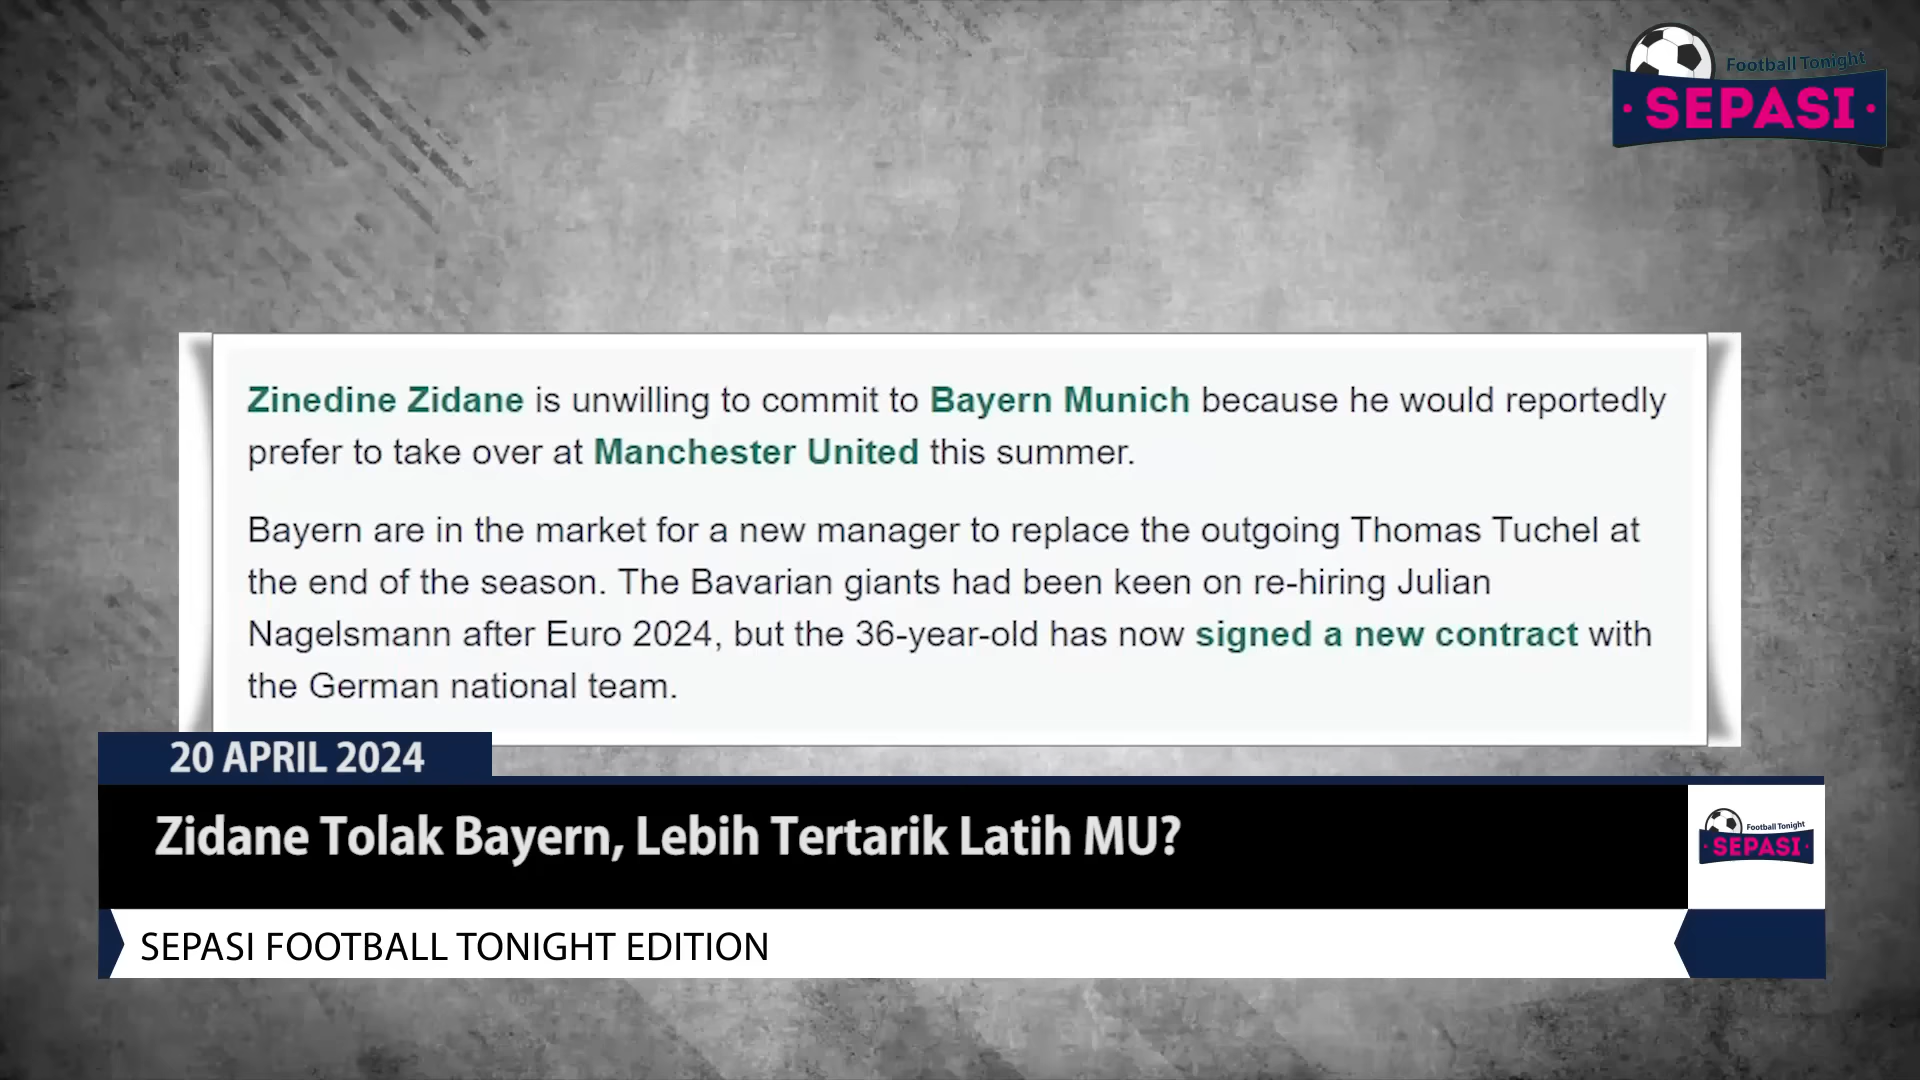 Football Tonight
SEPASI
Zinedine Zidane is unwilling to commit to Bayern Munich because he would reportedly
prefer to take over at Manchester United this summer.
Bayern are in the market for a new manager to replace the outgoing Thomas Tuchel at
the end of the season. The Bavarian giants had been keen on re-hiring Julian
Nagelsmann after Euro 2024, but the 36-year-old has now signed a new contract with
the German national team.
20 APRIL 2024
Zidane Tolak Bayern, Lebih Tertarik Latih MU?
Football Tonight
SEPASI
SEPASI FOOTBALL TONIGHT EDITION